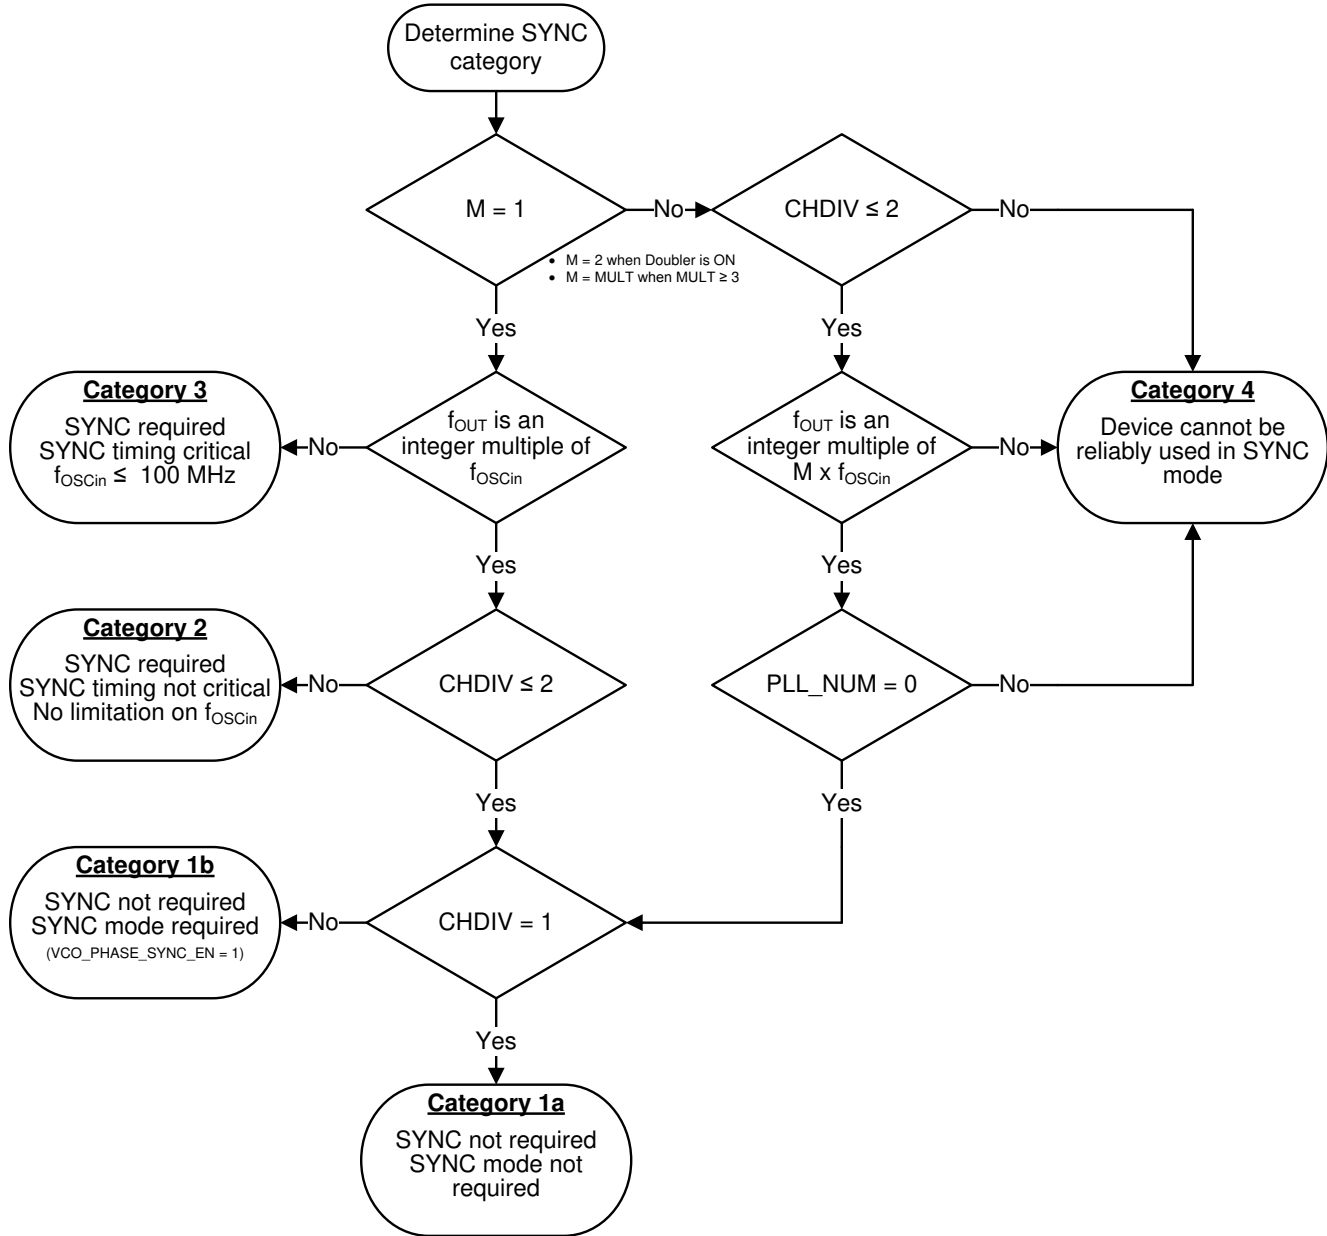 Determine SYNC
category
M = 1
No
CHDIV ≤ 2
No
• M = 2 when Doubler is ON
• M = MULT when MULT ≥ 3
Yes
Yes
Category 3
SYNC required
SYNC timing critical
fOSCin ≤ 100 MHz
No
fOUT is an
integer multiple of
fOSCin
fOUT is an
integer multiple of
M x fOSCin
No
Category 4
Device cannot be
reliably used in SYNC
mode
Yes
Yes
Category 2
SYNC required
SYNC timing not critical
No limitation on fOSCin
No
CHDIV ≤ 2
PLL_NUM = 0
No
Yes
Yes
Category 1b
SYNC not required
SYNC mode required
(VCO_PHASE_SYNC_EN = 1)
No
CHDIV = 1
Yes
Category 1a
SYNC not required
SYNC mode not
required